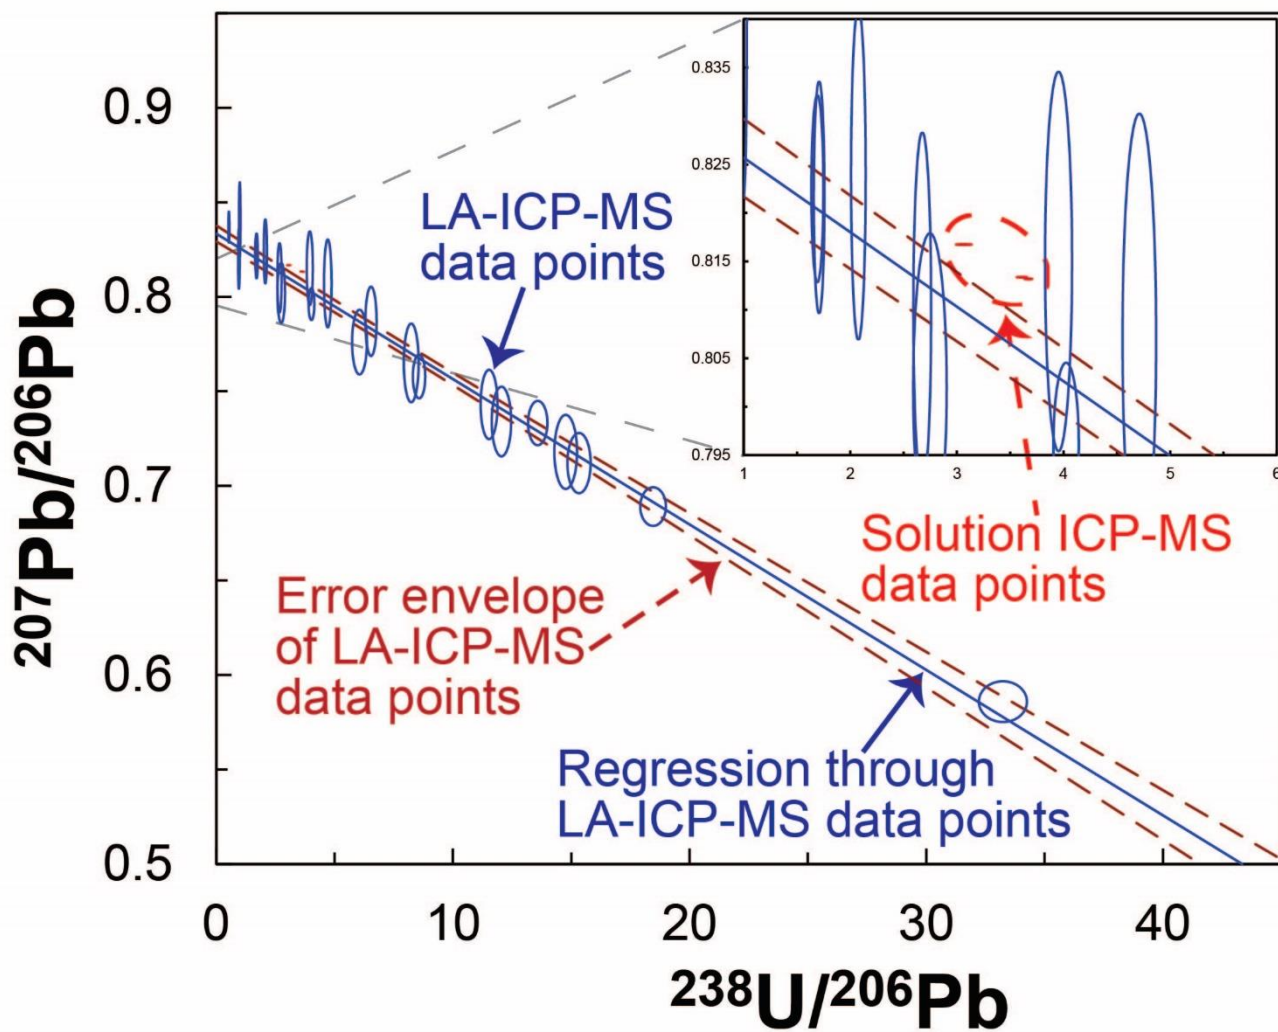 0.9
0.8
0.7
0.6
0.5
0
10
20
30
40
207Pb/206Pb
238U/206Pb
0.835
0.825
0.815
0.805
0.795
1
2
3
4
5
6
LA-ICP-MS
data points
Solution ICP-MS
data points
Error envelope
of LA-ICP-MS
data points
Regression through
LA-ICP-MS data points